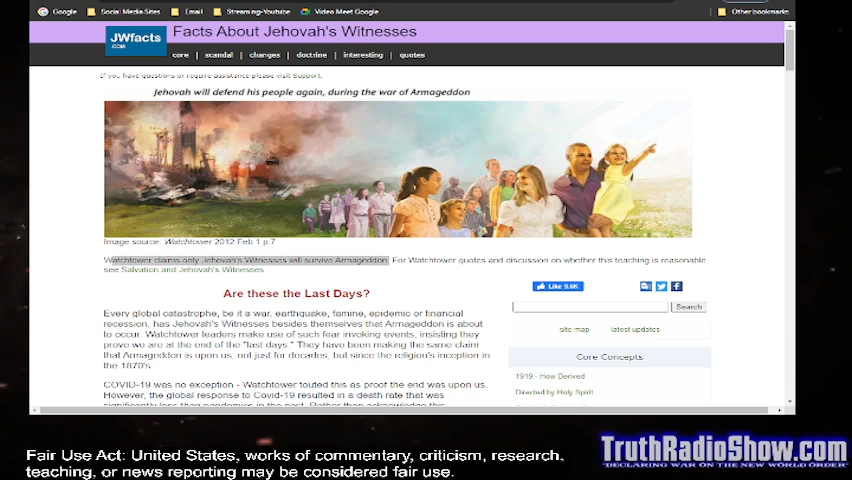 Google Social Media Sites Email Streaming-Youtube Video Meet Google Other bookmarks
JWfacts
.COM
Facts About Jehovah's Witnesses
core | scandal | changes | doctrine | interesting | quotes
If you have questions or require assistance please visit Support.
Jehovah will defend his people again, during the war of Armageddon
Image source: Watchtower 2012 Feb 1 p.7
Watchtower claims only Jehovah's Witnesses will survive Armageddon. For Watchtower quotes and discussion on whether this teaching is reasonable
see Salvation and Jehovah's Witnesses
Are these the Last Days?
Every global catastrophe, be it a war, earthquake, famine, epidemic or financial
recession, has Jehovah's Witnesses besides themselves that Armageddon is about
to occur. Watchtower leaders make use of such fear invoking events, insisting they
prove we are at the end of the "last days." They have been making the same claim
that Armageddon is upon us, not just for decades, but since the religion's inception in
the 1870's.
COVID-19 was no exception - Watchtower touted this as proof the end was upon us.
However, the global response to Covid-19 resulted in a death rate that was
significantly less than pandemics in the past. Rather than acknowledge this,
Like 9.6K
Search
site map latest updates
Core Concepts
1919 - How Derived
Directed by Holy Spirit
Fair Use Act: United States, works of commentary, criticism, research,
teaching, or news reporting may be considered fair use.
TruthRadioShow.com
"DECLARING WAR ON THE NEW WORLD ORDER"